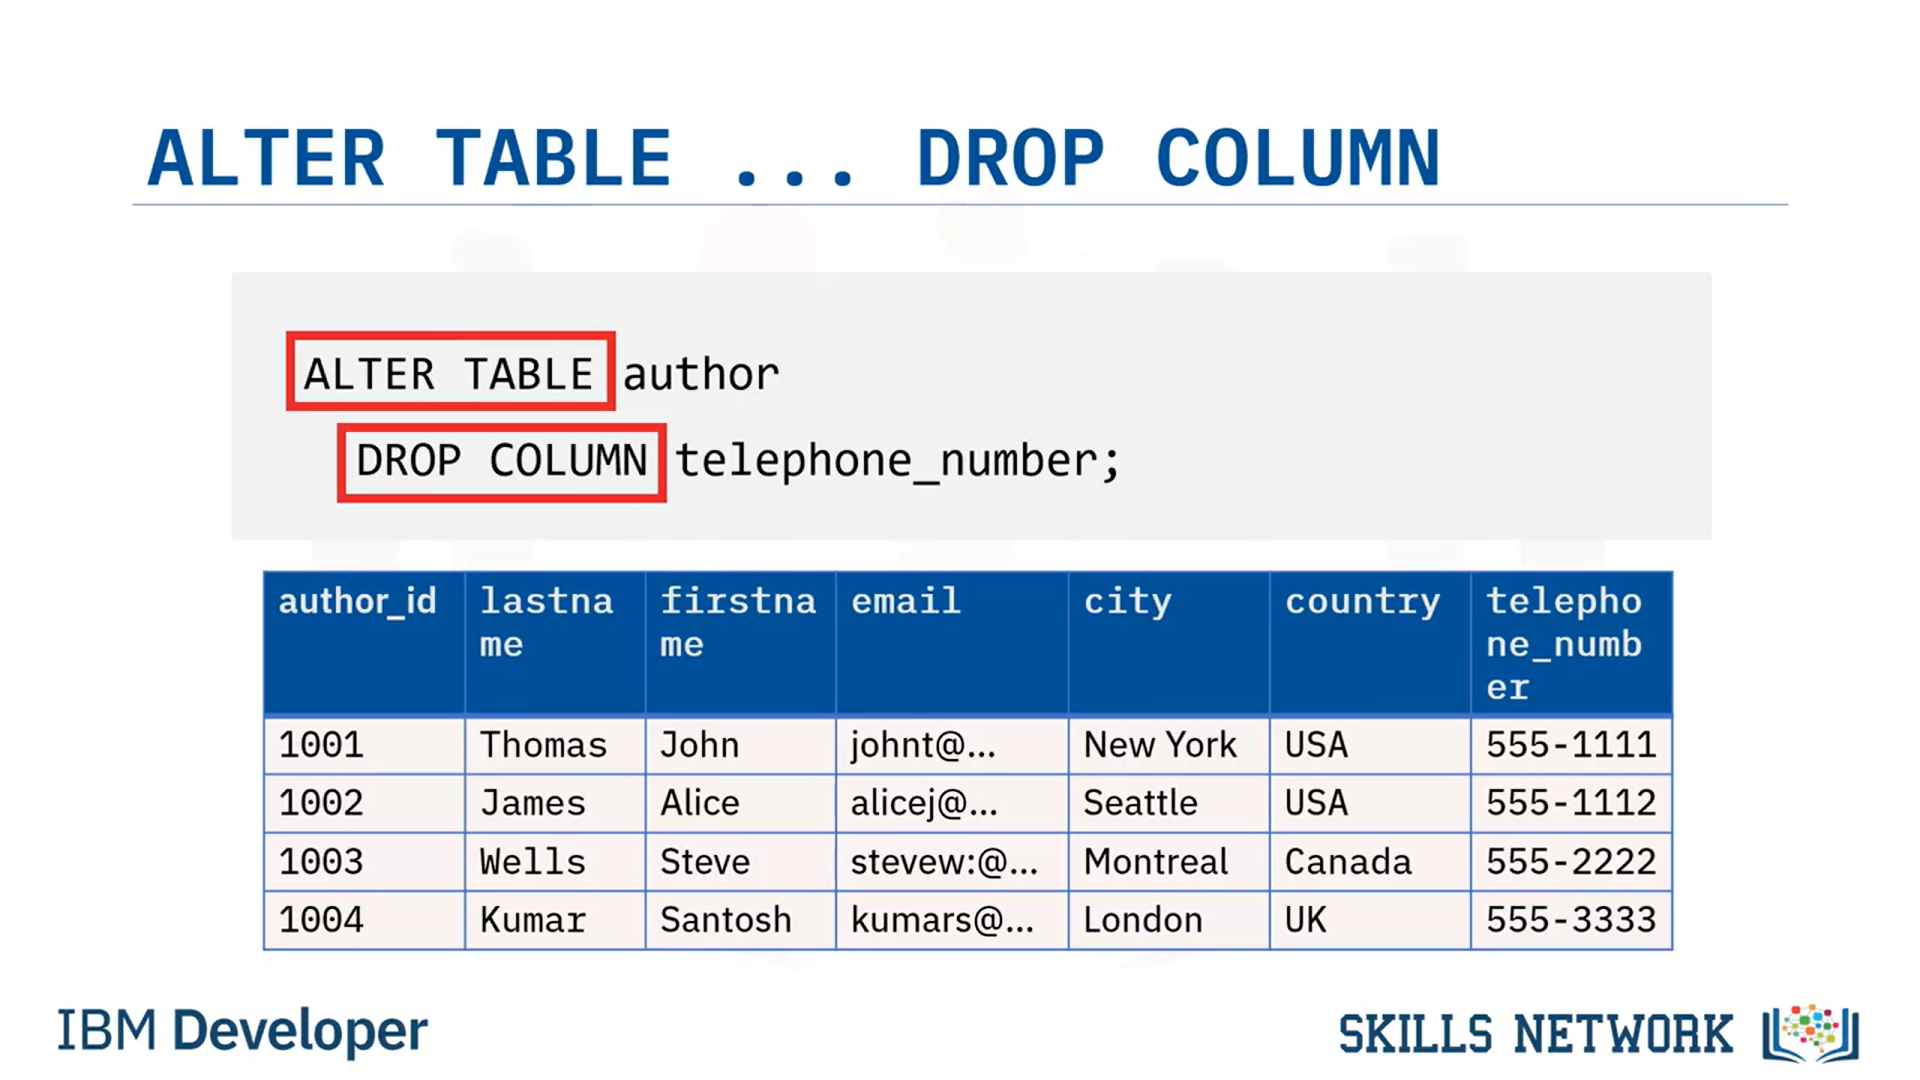 ALTER TABLE ... DROP COLUMN
ALTER TABLE author
DROP COLUMN telephone_number;
author_id lastna firstna email city country telepho
me me ne_numb
er
1001 Thomas John johnt@... New York USA 555-1111
1002 James Alice alicej@... Seattle USA 555-1112
1003 Wells Steve stevew:@... Montreal Canada 555-2222
1004 Kumar Santosh kumars@... London UK 555-3333
IBM Developer
SKILLS NETWORK